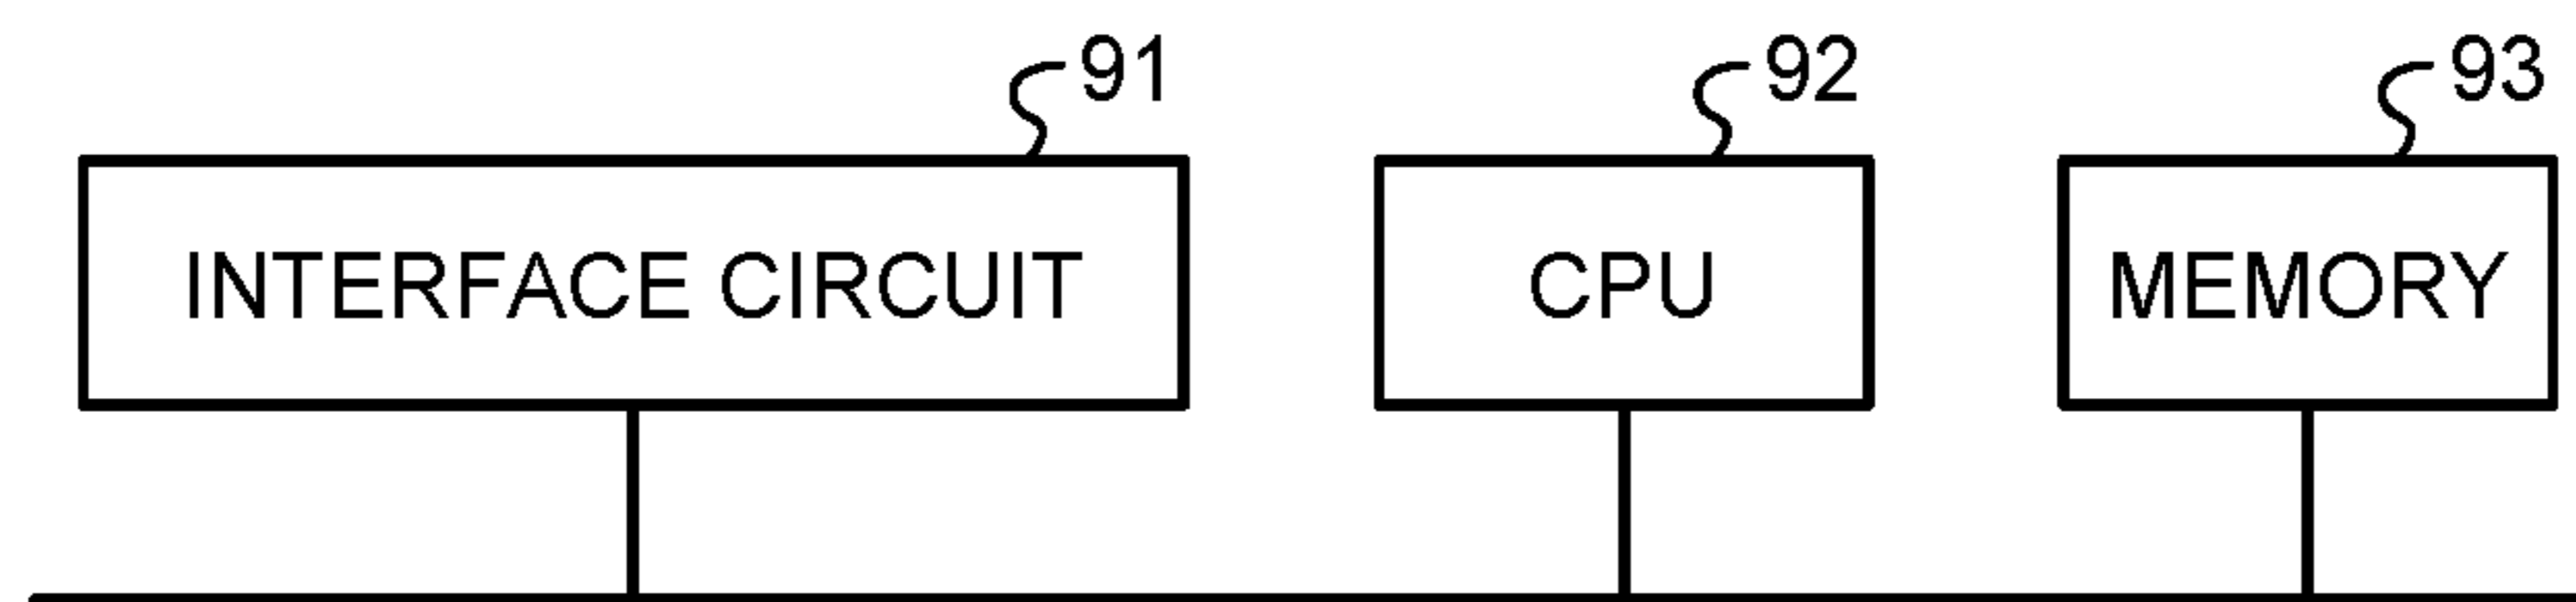 91 92 93
INTERFACE CIRCUIT CPU MEMORY